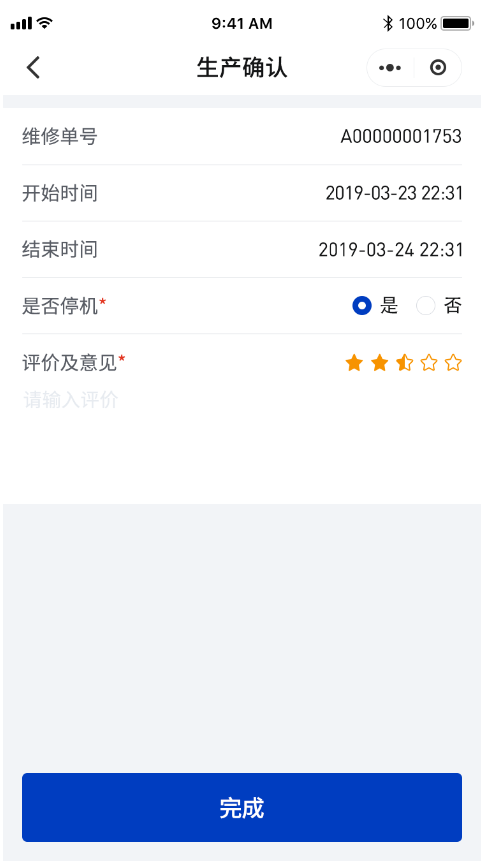 9:41 AM 100%
生产确认
维修单号 A00000001753
开始时间 2019-03-23 22:31
结束时间 2019-03-24 22:31
是否停机* 是 否
评价及意见*
请输入评价
完成